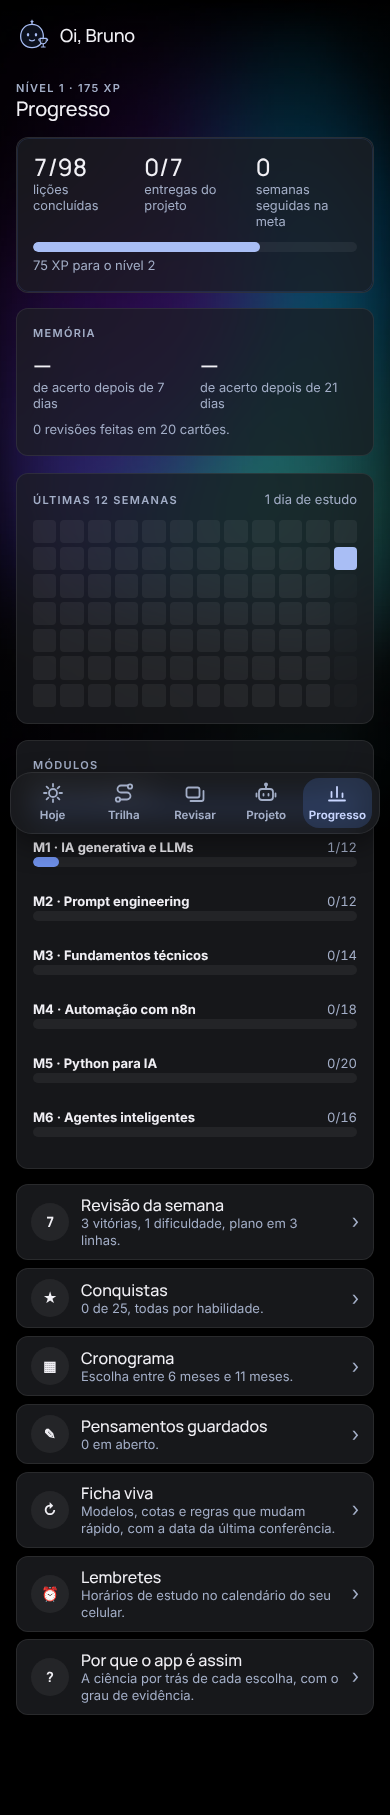 Oi, Bruno
NÍVEL 1 · 175 XP
Progresso
7/98
lições
concluídas
0/7
entregas do
projeto
0
semanas
seguidas na
meta
75 XP para o nível 2
MEMÓRIA
—
de acerto depois de 7
dias
—
de acerto depois de 21
dias
0 revisões feitas em 20 cartões.
ÚLTIMAS 12 SEMANAS
1 dia de estudo
MÓDULOS
Hoje
Trilha
Revisar
Projeto
Progresso
M1 · IA generativa e LLMs 1/12
M2 · Prompt engineering 0/12
M3 · Fundamentos técnicos 0/14
M4 · Automação com n8n 0/18
M5 · Python para IA 0/20
M6 · Agentes inteligentes 0/16
7
Revisão da semana
3 vitórias, 1 dificuldade, plano em 3
linhas.
Conquistas
0 de 25, todas por habilidade.
Cronograma
Escolha entre 6 meses e 11 meses.
Pensamentos guardados
0 em aberto.
Ficha viva
Modelos, cotas e regras que mudam
rápido, com a data da última conferência.
Lembretes
Horários de estudo no calendário do seu
celular.
?
Por que o app é assim
A ciência por trás de cada escolha, com o
grau de evidência.